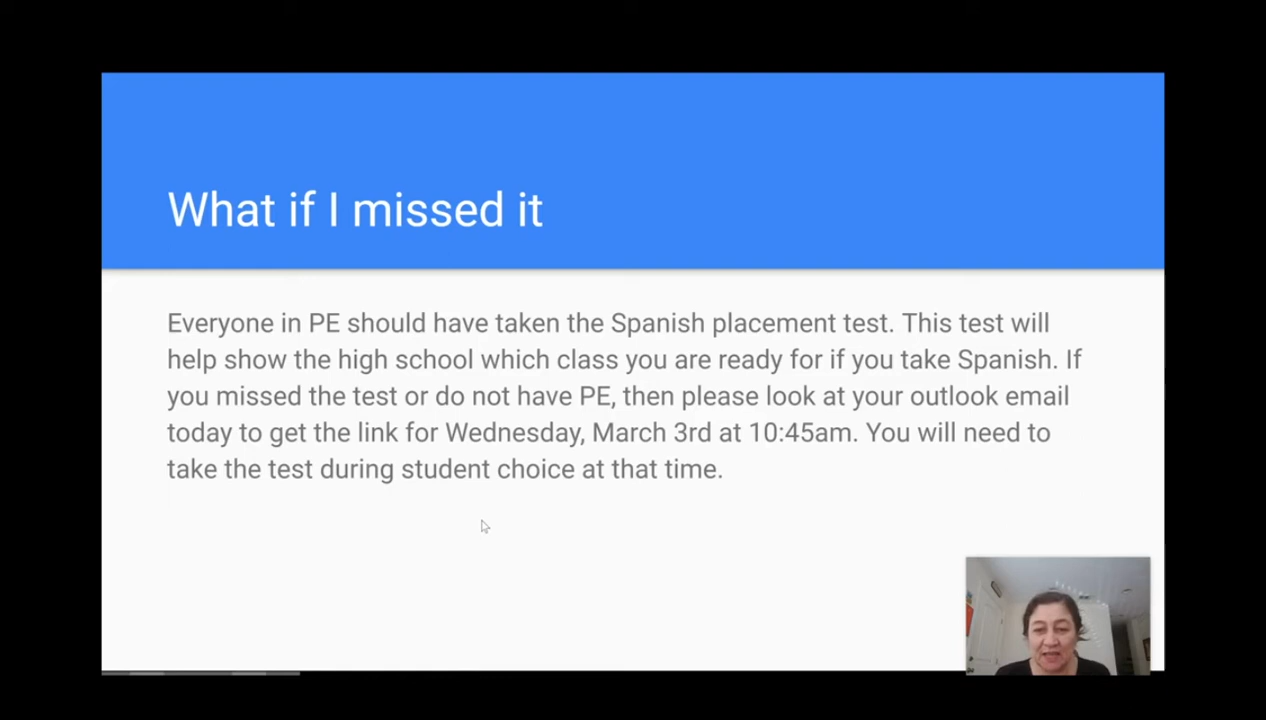 What if I missed it
Everyone in PE should have taken the Spanish placement test. This test will
help show the high school which class you are ready for if you take Spanish. If
you missed the test or do not have PE, then please look at your outlook email
today to get the link for Wednesday, March 3rd at 10:45am. You will need to
take the test during student choice at that time.